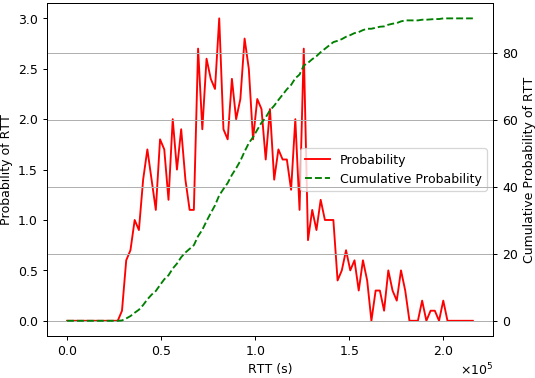 3.0
2.5
2.0
1.5
1.0
0.5
0.0
Probability of RTT
80
60
40
20
0
Cumulative Probability of RTT
Probability
Cumulative Probability
0.0 0.5 1.0 1.5 2.0
RTT (s)
×10⁵